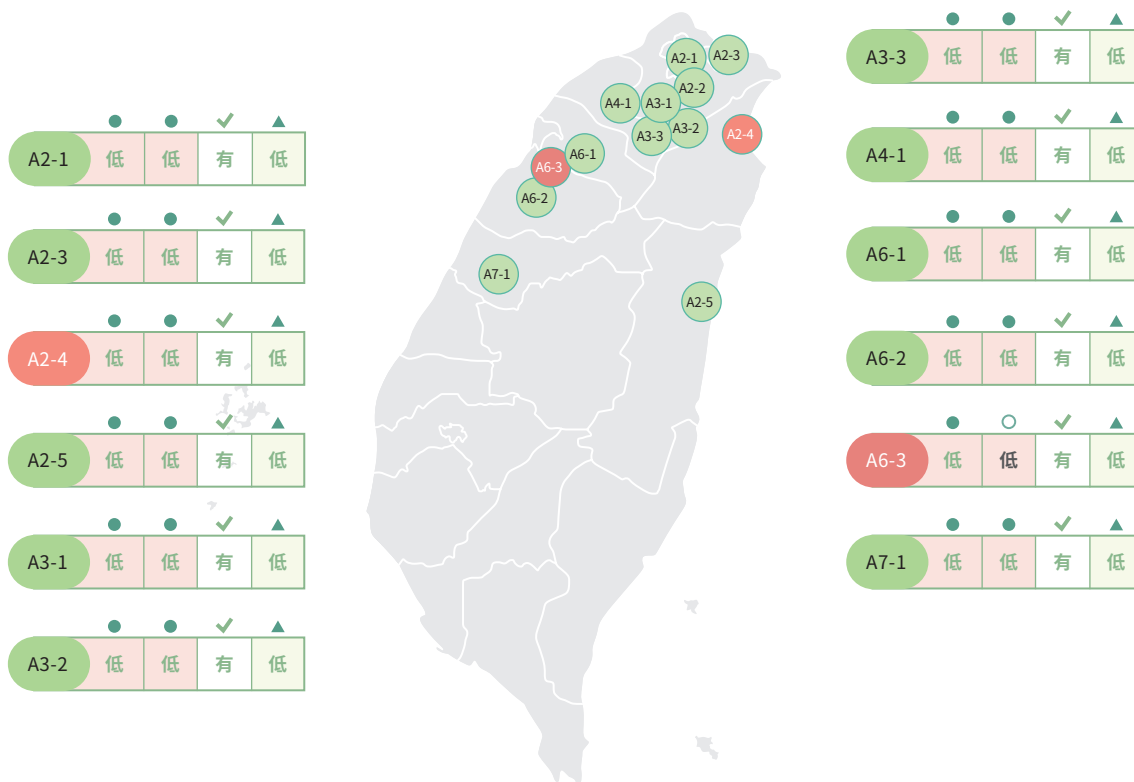 A2-1 低 低 有 低
A2-3 低 低 有 低
A2-4 低 低 有 低
A2-5 低 低 有 低
A3-1 低 低 有 低
A3-2 低 低 有 低
A2-1
A2-3
A2-2
A4-1
A3-1
A3-3
A3-2
A2-4
A6-1
A6-3
A6-2
A7-1
A2-5
A3-3 低 低 有 低
A4-1 低 低 有 低
A6-1 低 低 有 低
A6-2 低 低 有 低
A6-3 低 低 有 低
A7-1 低 低 有 低